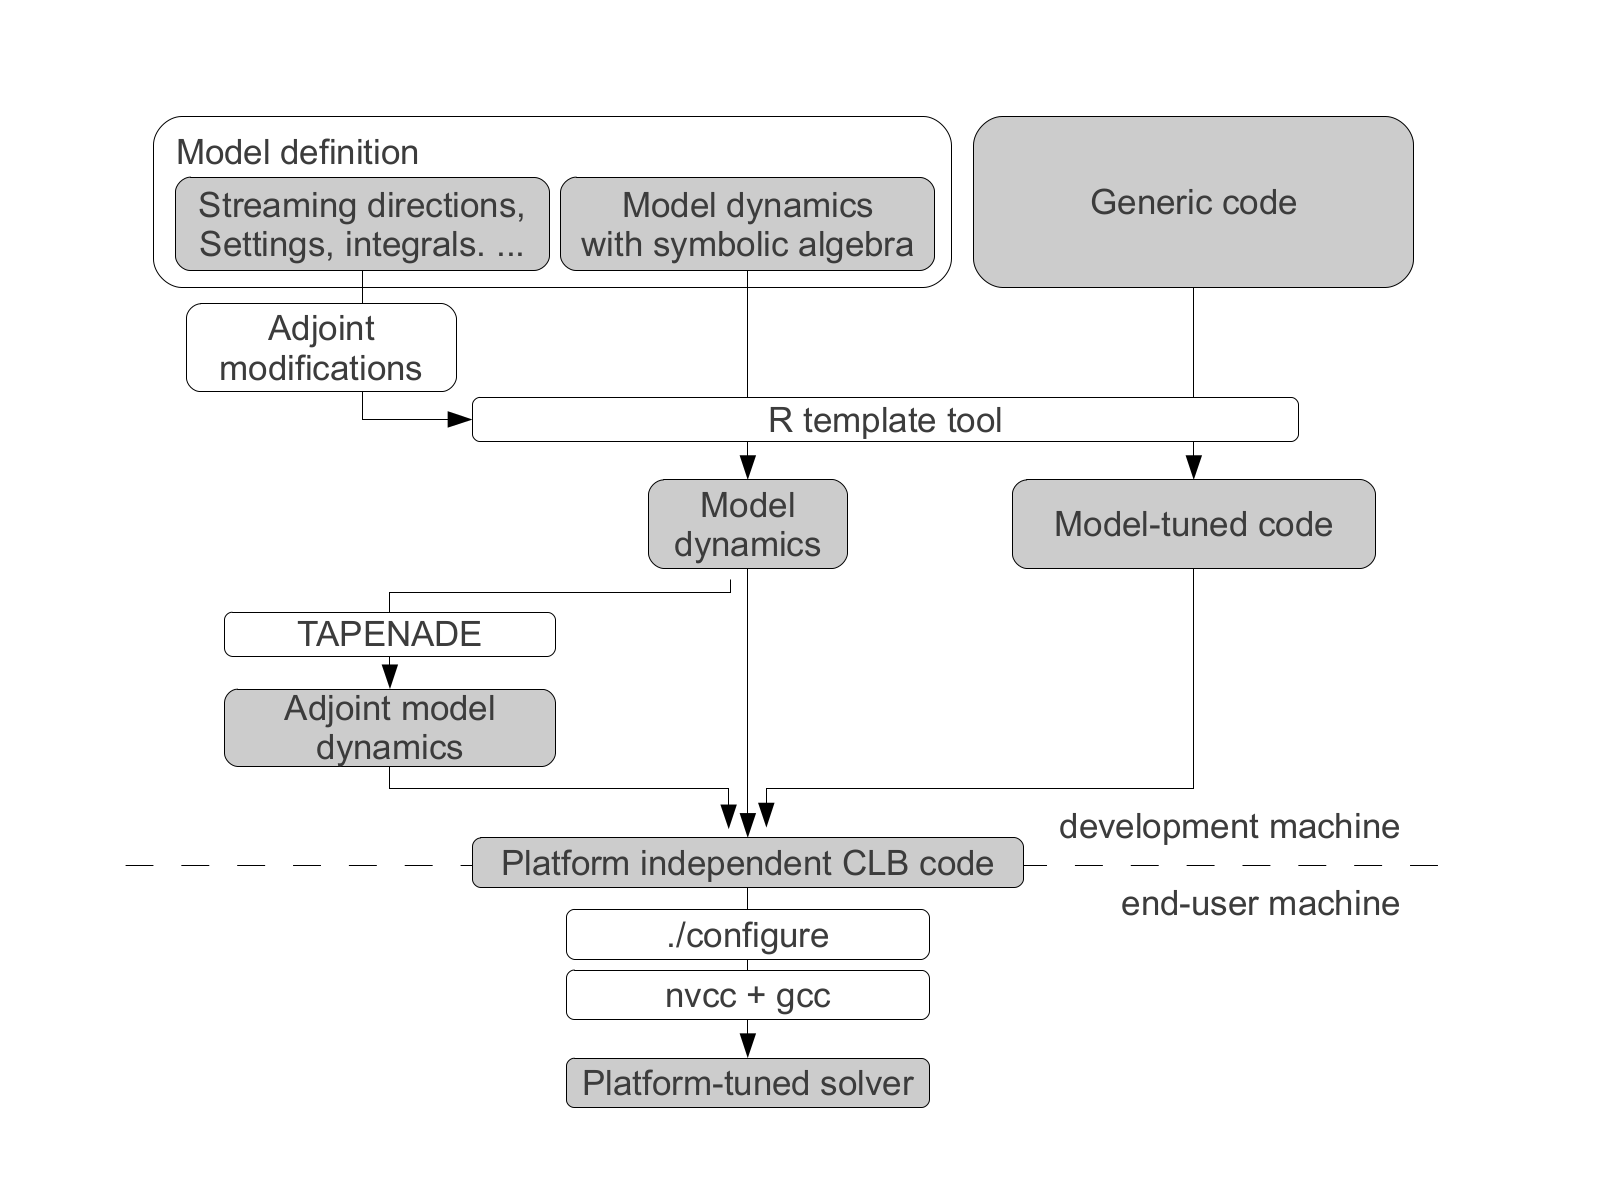 Model definition
Streaming directions,
Settings, integrals. ...
Model dynamics
with symbolic algebra
Generic code
Adjoint
modifications
R template tool
Model
dynamics
Model-tuned code
TAPENADE
Adjoint model
dynamics
development machine
Platform independent CLB code
end-user machine
./configure
nvcc + gcc
Platform-tuned solver